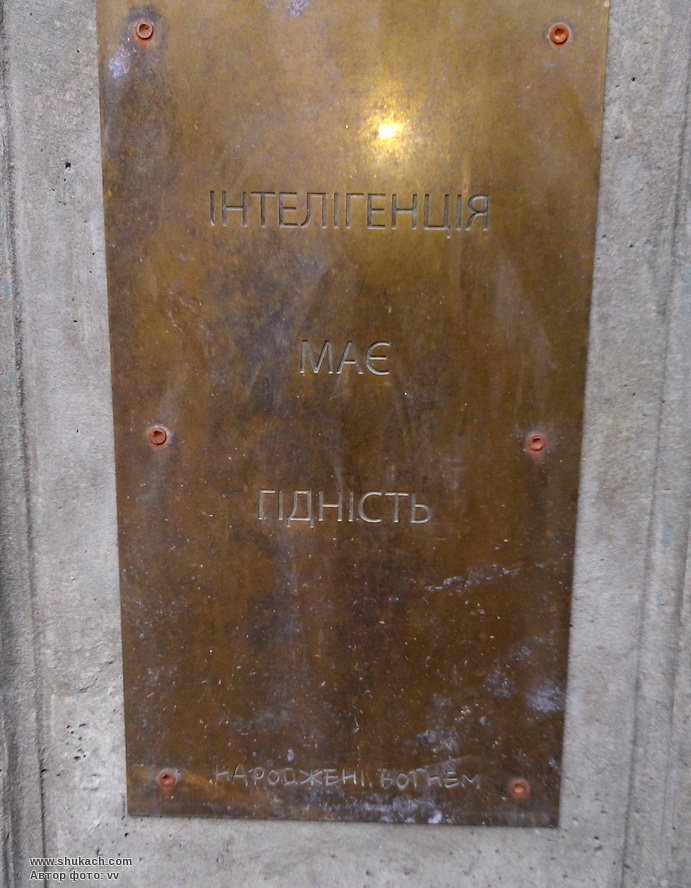 ІНТЕЛІГЕНЦІЯ
МАЄ
ГІДНІСТЬ
НАРОДЖЕНІ ВОГНЕМ
www.shukach.com
Автор фото: vv